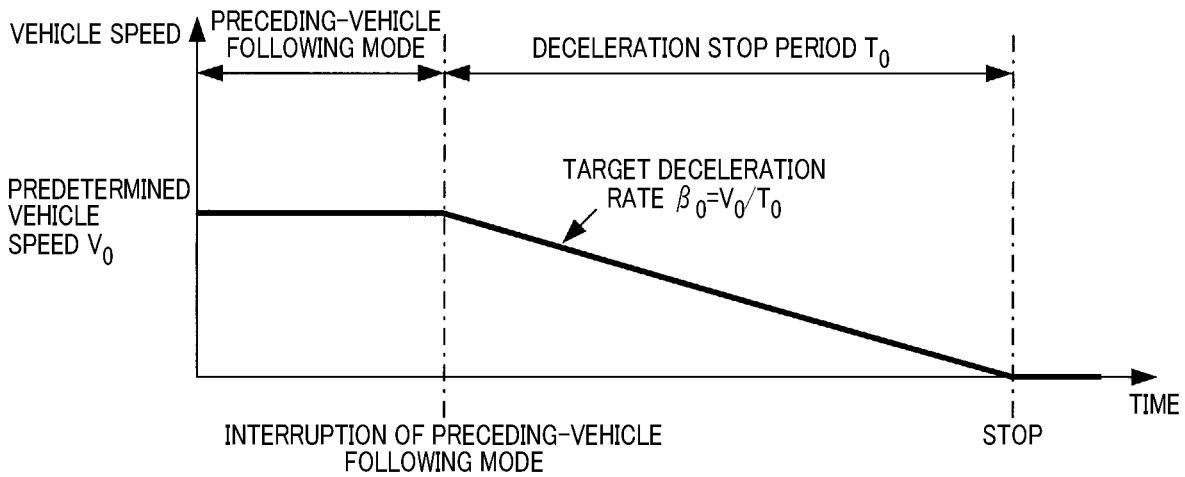 VEHICLE SPEED
PRECEDING-VEHICLE
FOLLOWING MODE
DECELERATION STOP PERIOD T₀
PREDETERMINED
VEHICLE
SPEED V₀
TARGET DECELERATION
RATE β₀=V₀/T₀
TIME
INTERRUPTION OF PRECEDING-VEHICLE
FOLLOWING MODE
STOP